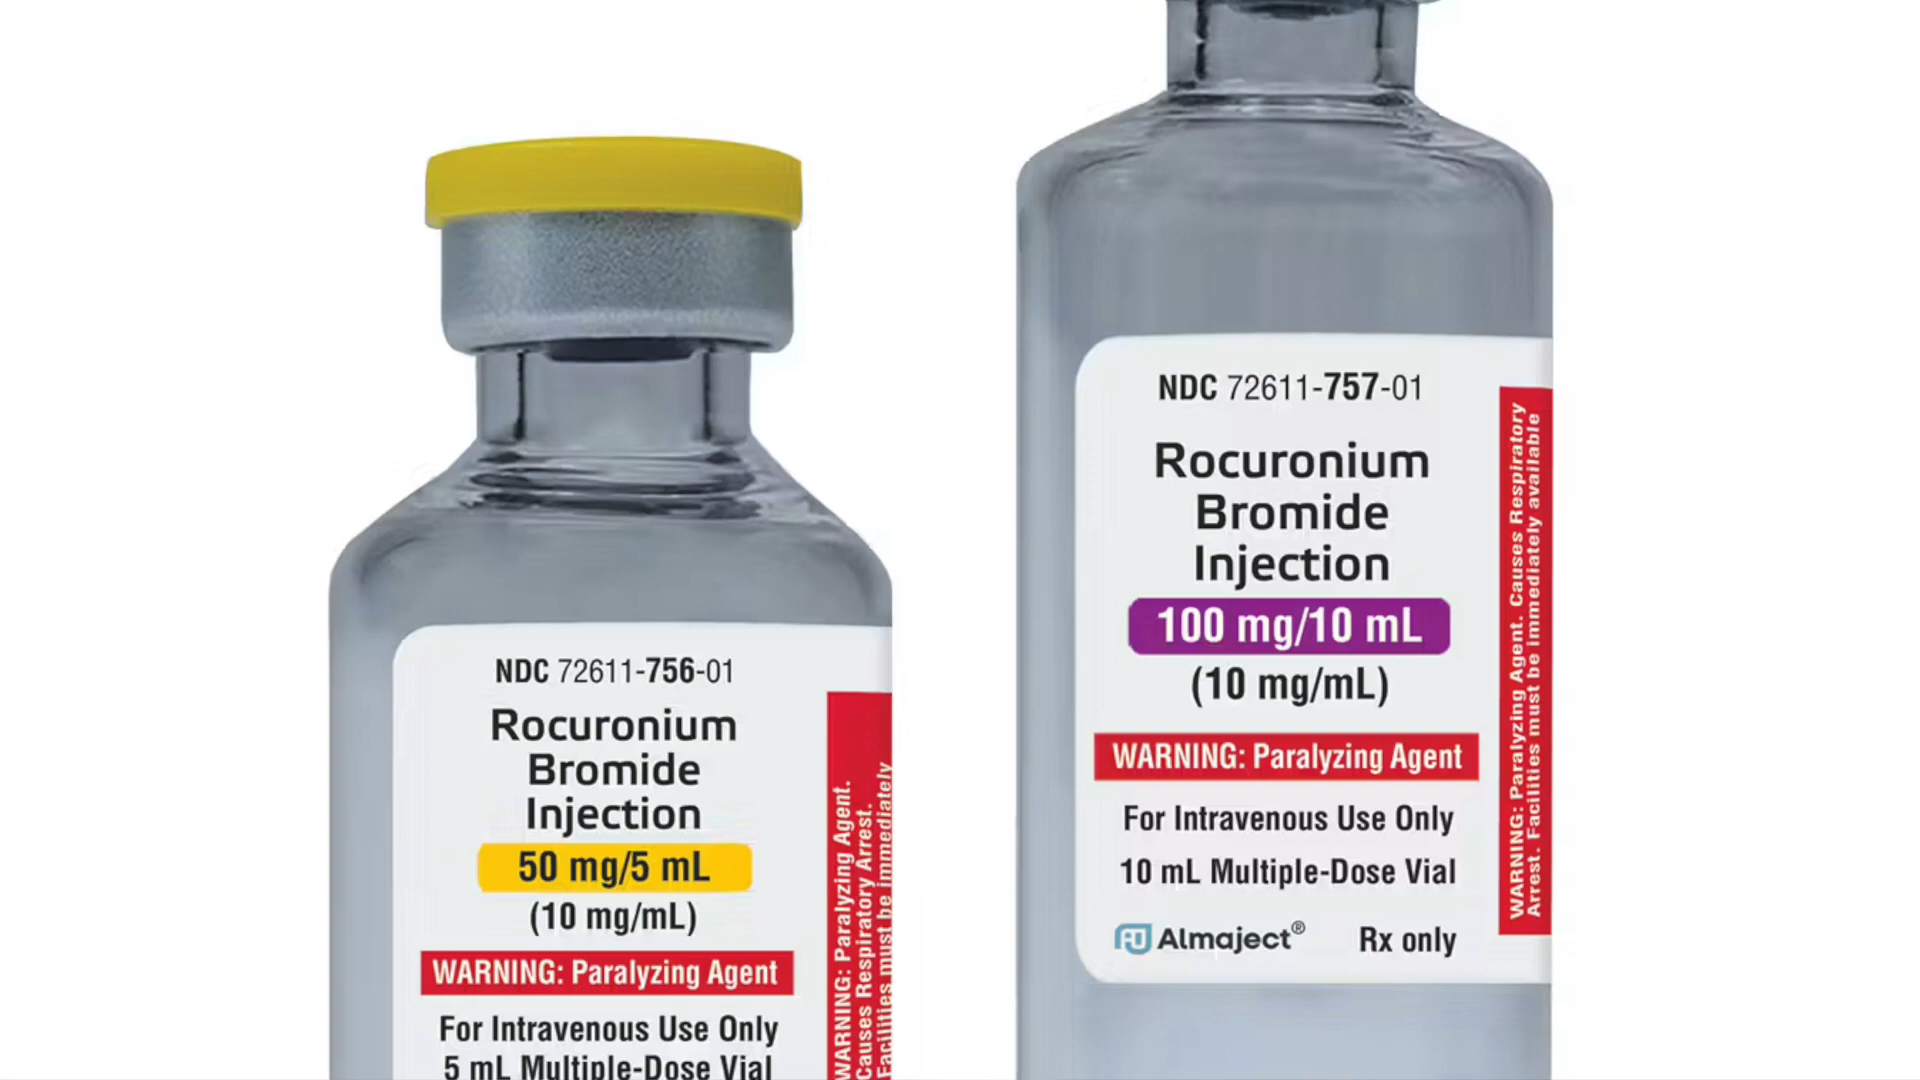 NDC 72611-756-01
Rocuronium
Bromide
Injection
50 mg/5 mL
(10 mg/mL)
WARNING: Paralyzing Agent
For Intravenous Use Only
5 mL Multiple-Dose Vial
WARNING: Paralyzing Agent.
Causes Respiratory Arrest.
Facilities must be immediately
NDC 72611-757-01
Rocuronium
Bromide
Injection
100 mg/10 mL
(10 mg/mL)
WARNING: Paralyzing Agent
For Intravenous Use Only
10 mL Multiple-Dose Vial
Almaject® Rx only
WARNING: Paralyzing Agent. Causes Respiratory
Arrest. Facilities must be immediately available